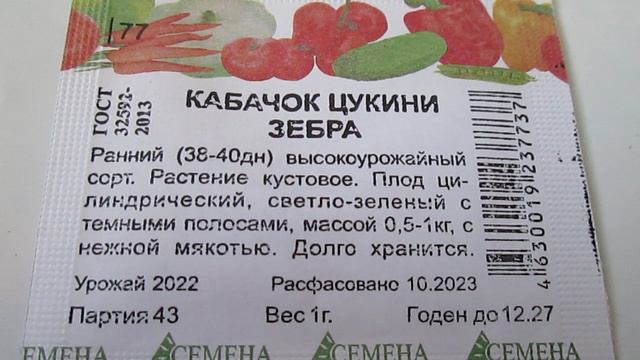 77
КАБАЧОК ЦУКИНИ
ЗЕБРА
ГОСТ
32592-
2013
Ранний (38-40дн) высокоурожайный
сорт. Растение кустовое. Плод ци-
линдрический, светло-зеленый с
темными полосами, массой 0,5-1кг, с
нежной мякотью. Долго хранится.
4630019237737
Урожай 2022 Расфасовано 10.2023
Партия 43 Вес 1г. Годен до 12.27
СЕМЕНА СЕМЕНА СЕМЕНА СЕМЕНА